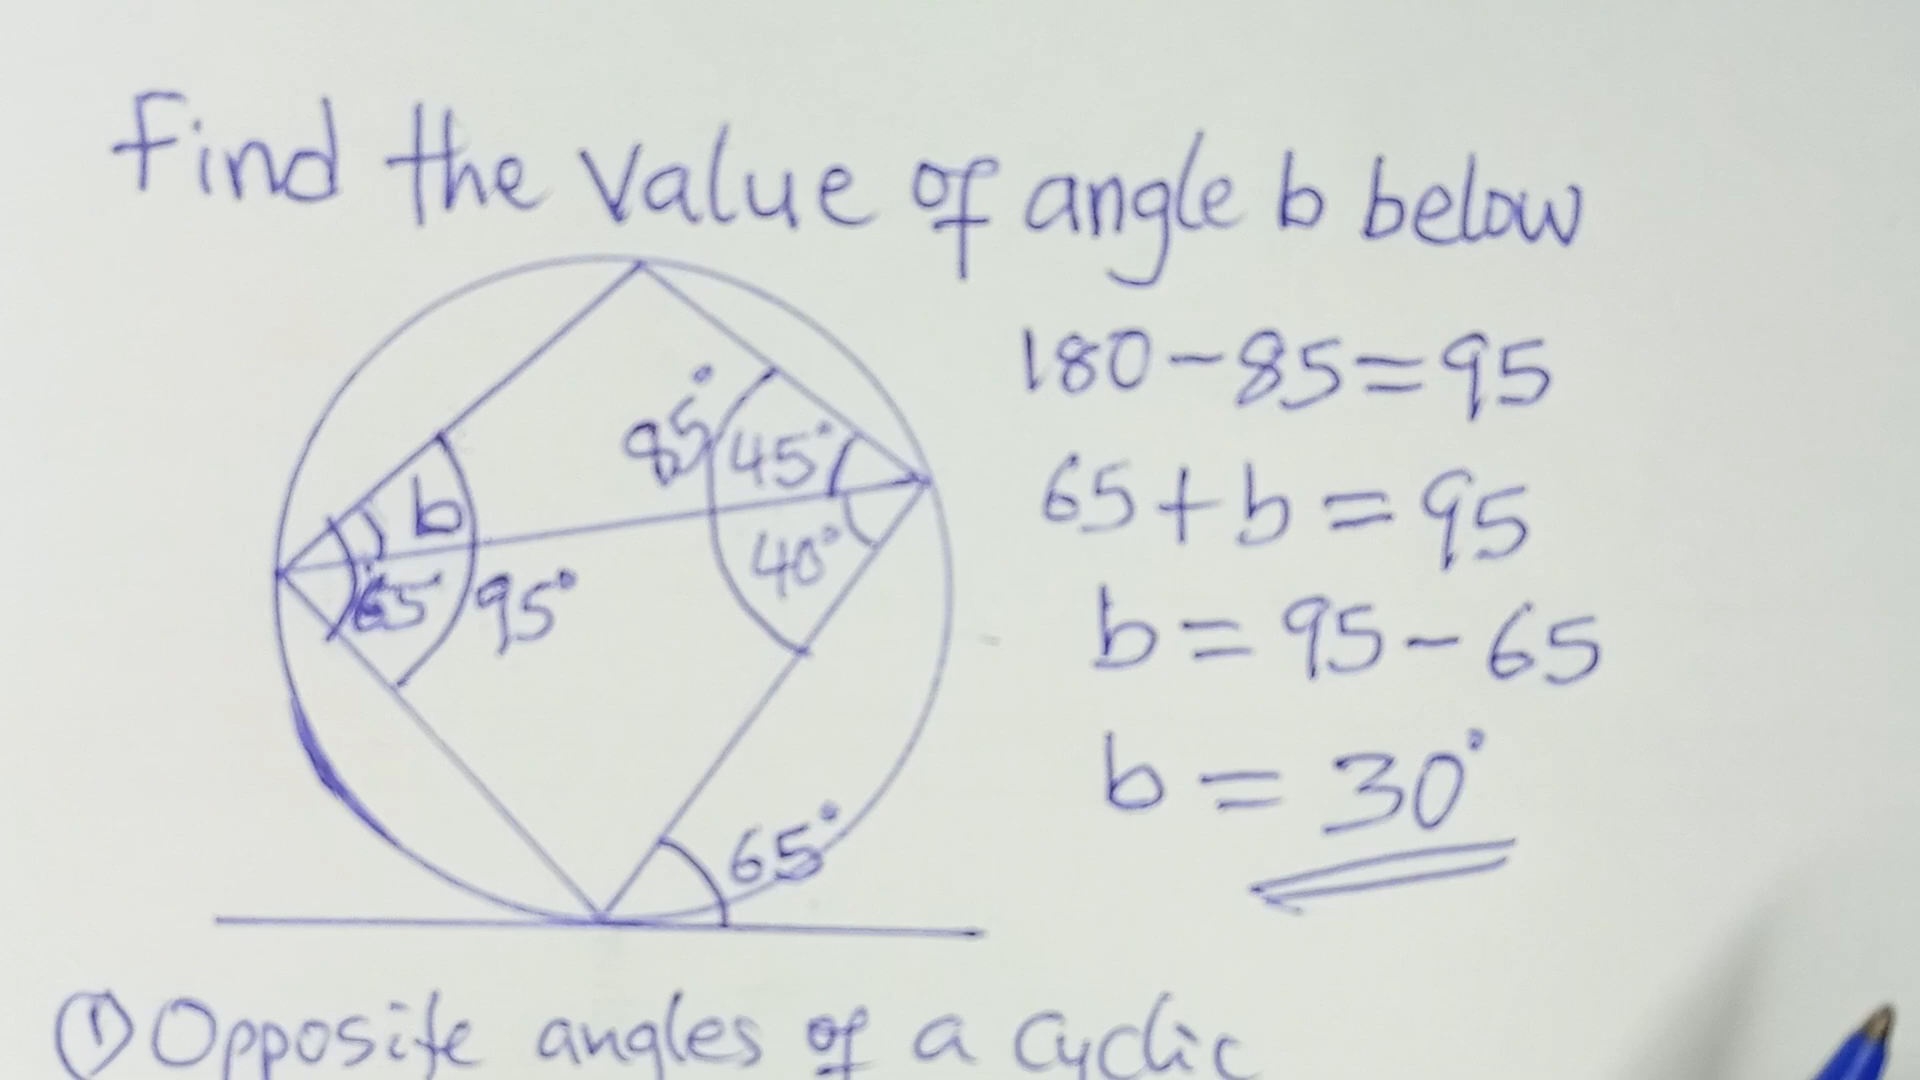 Find the value of angle b below
180-85=95
85° 45°
65+b=95
b
40°
65 95°
b=95-65
b=30°
65°
① Opposite angles of a cyclic